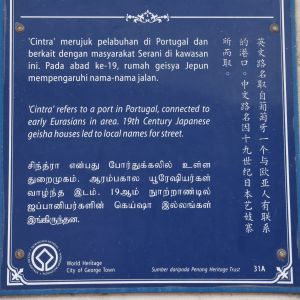 'Cintra' merujuk pelabuhan di Portugal dan
berkait dengan masyarakat Serani di kawasan
ini. Pada abad ke-19, rumah geisya Jepun
mempengaruhi nama-nama jalan.
'Cintra' refers to a port in Portugal, connected to
early Eurasians in area. 19th Century Japanese
geisha houses led to local names for street.
சிந்த்ரா என்பது போர்துக்கலில் உள்ள
துறைமுகம். ஆரம்பகால யூரேஷியர்கள்
வாழ்ந்த இடம். 19ஆம் நூற்றாண்டில்
ஜப்பானியர்களின் கெய்ஷா இல்லங்கள்
இங்கிருந்தன.
英文路名取自葡萄牙一个与欧亚人有联系
的港口。中文路名因十九世纪日本艺妓寨
所而取。
World Heritage
City of George Town
Sumber daripada Penang Heritage Trust
31A